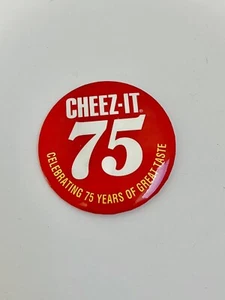 CHEEZ-IT®
75
CELEBRATING 75 YEARS OF GREAT TASTE